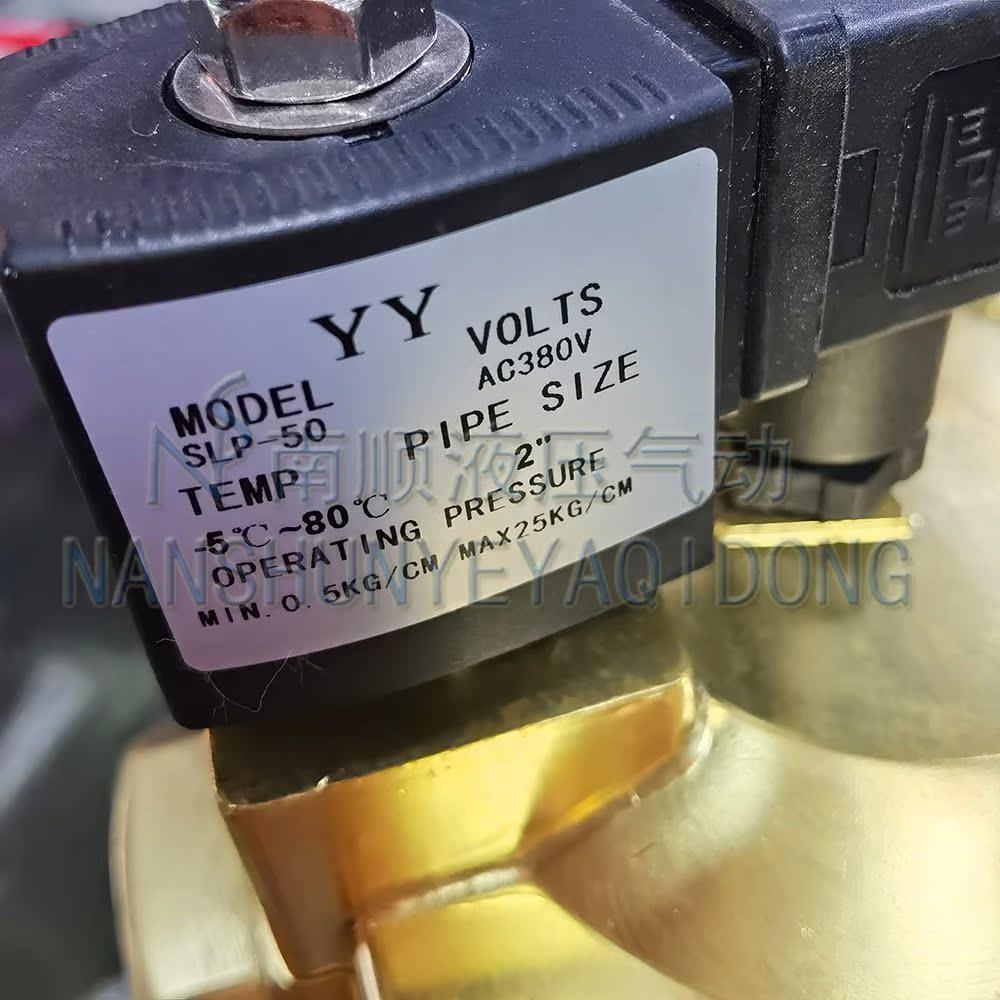 YY
VOLTS
AC380V
MODEL
SLP-50
PIPE SIZE
2"
TEMP
-5℃~80℃
OPERATING PRESSURE
MIN. 0.5KG/CM MAX25KG/CM
南顺液压气动
NANSHUNYEYAQIDONG